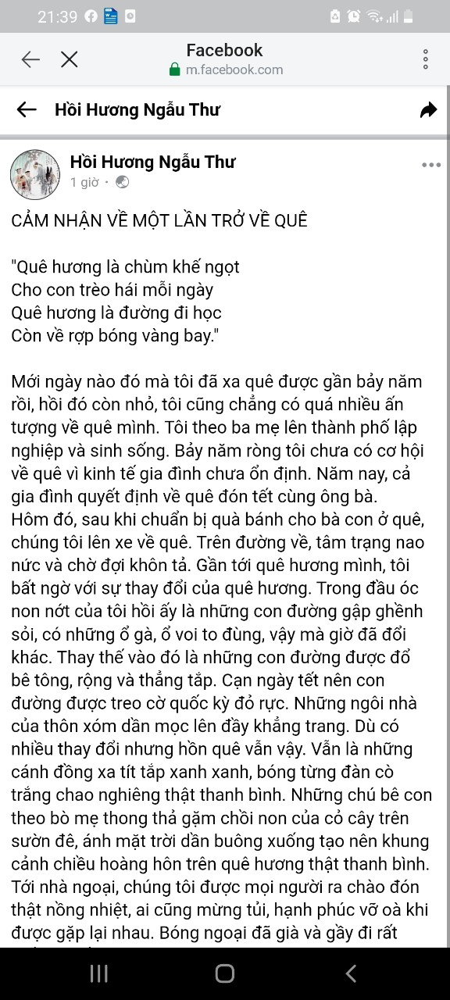 21:39
Facebook
m.facebook.com
Hồi Hương Ngẫu Thư
Hồi Hương Ngẫu Thư
1 giờ ·
CẢM NHẬN VỀ MỘT LẦN TRỞ VỀ QUÊ
"Quê hương là chùm khế ngọt
Cho con trèo hái mỗi ngày
Quê hương là đường đi học
Còn về rợp bóng vàng bay."
Mới ngày nào đó mà tôi đã xa quê được gần bảy năm
rồi, hồi đó còn nhỏ, tôi cũng chẳng có quá nhiều ấn
tượng về quê mình. Tôi theo ba mẹ lên thành phố lập
nghiệp và sinh sống. Bảy năm ròng tôi chưa có cơ hội
về quê vì kinh tế gia đình chưa ổn định. Năm nay, cả
gia đình quyết định về quê đón tết cùng ông bà.
Hôm đó, sau khi chuẩn bị quà bánh cho bà con ở quê,
chúng tôi lên xe về quê. Trên đường về, tâm trạng nao
nức và chờ đợi khôn tả. Gần tới quê hương mình, tôi
bất ngờ với sự thay đổi của quê hương. Trong đầu óc
non nớt của tôi hồi ấy là những con đường gập ghềnh
sỏi, có những ổ gà, ổ voi to đùng, vậy mà giờ đã đổi
khác. Thay thế vào đó là những con đường được đổ
bê tông, rộng và thẳng tắp. Cạn ngày tết nên con
đường được treo cờ quốc kỳ đỏ rực. Những ngôi nhà
của thôn xóm dần mọc lên đầy khẳng trang. Dù có
nhiều thay đổi nhưng hồn quê vẫn vậy. Vẫn là những
cánh đồng xa tít tắp xanh xanh, bóng từng đàn cò
trắng chao nghiêng thật thanh bình. Những chú bê con
theo bò mẹ thong thả gặm chồi non của cỏ cây trên
sườn đê, ánh mặt trời dần buông xuống tạo nên khung
cảnh chiều hoàng hôn trên quê hương thật thanh bình.
Tới nhà ngoại, chúng tôi được mọi người ra chào đón
thật nồng nhiệt, ai cũng mừng tủi, hạnh phúc vỡ oà khi
được gặp lại nhau. Bóng ngoại đã già và gầy đi rất